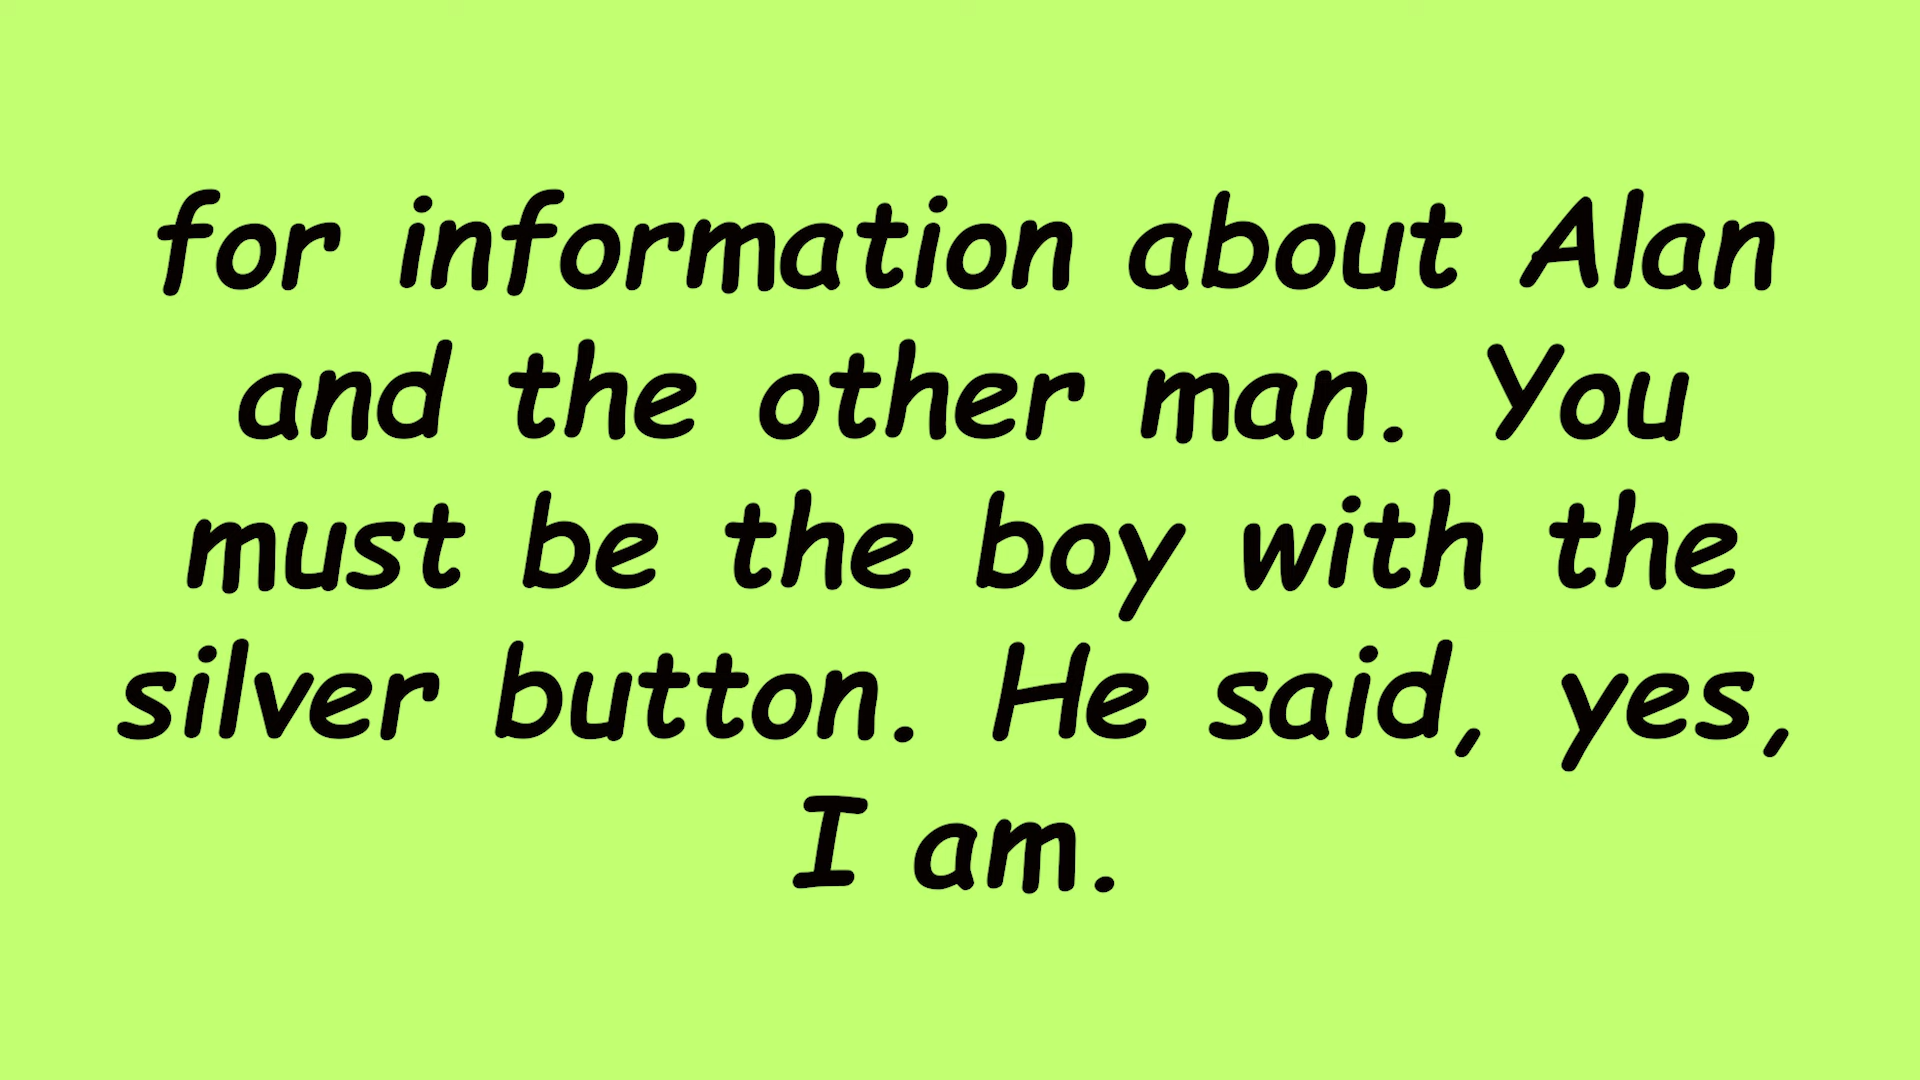 for information about Alan
and the other man. You
must be the boy with the
silver button. He said, yes,
I am.